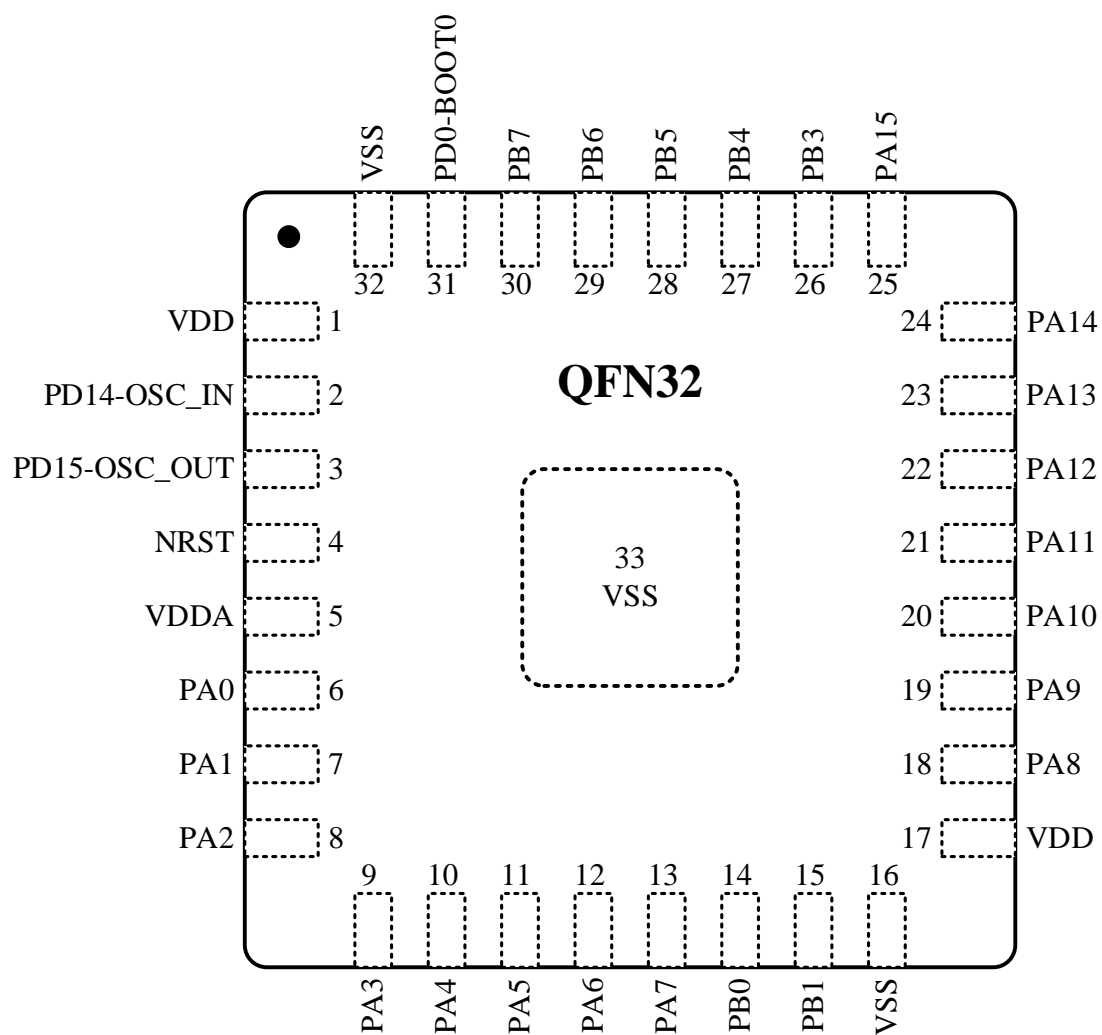 VSS
PD0-BOOT0
PB7
PB6
PB5
PB4
PB3
PA15
32 31 30 29 28 27 26 25
VDD 1 24 PA14
QFN32
PD14-OSC_IN 2 23 PA13
PD15-OSC_OUT 3 22 PA12
NRST 4 21 PA11
33
VSS
VDDA 5 20 PA10
PA0 6 19 PA9
PA1 7 18 PA8
PA2 8 17 VDD
9 10 11 12 13 14 15 16
PA3
PA4
PA5
PA6
PA7
PB0
PB1
VSS